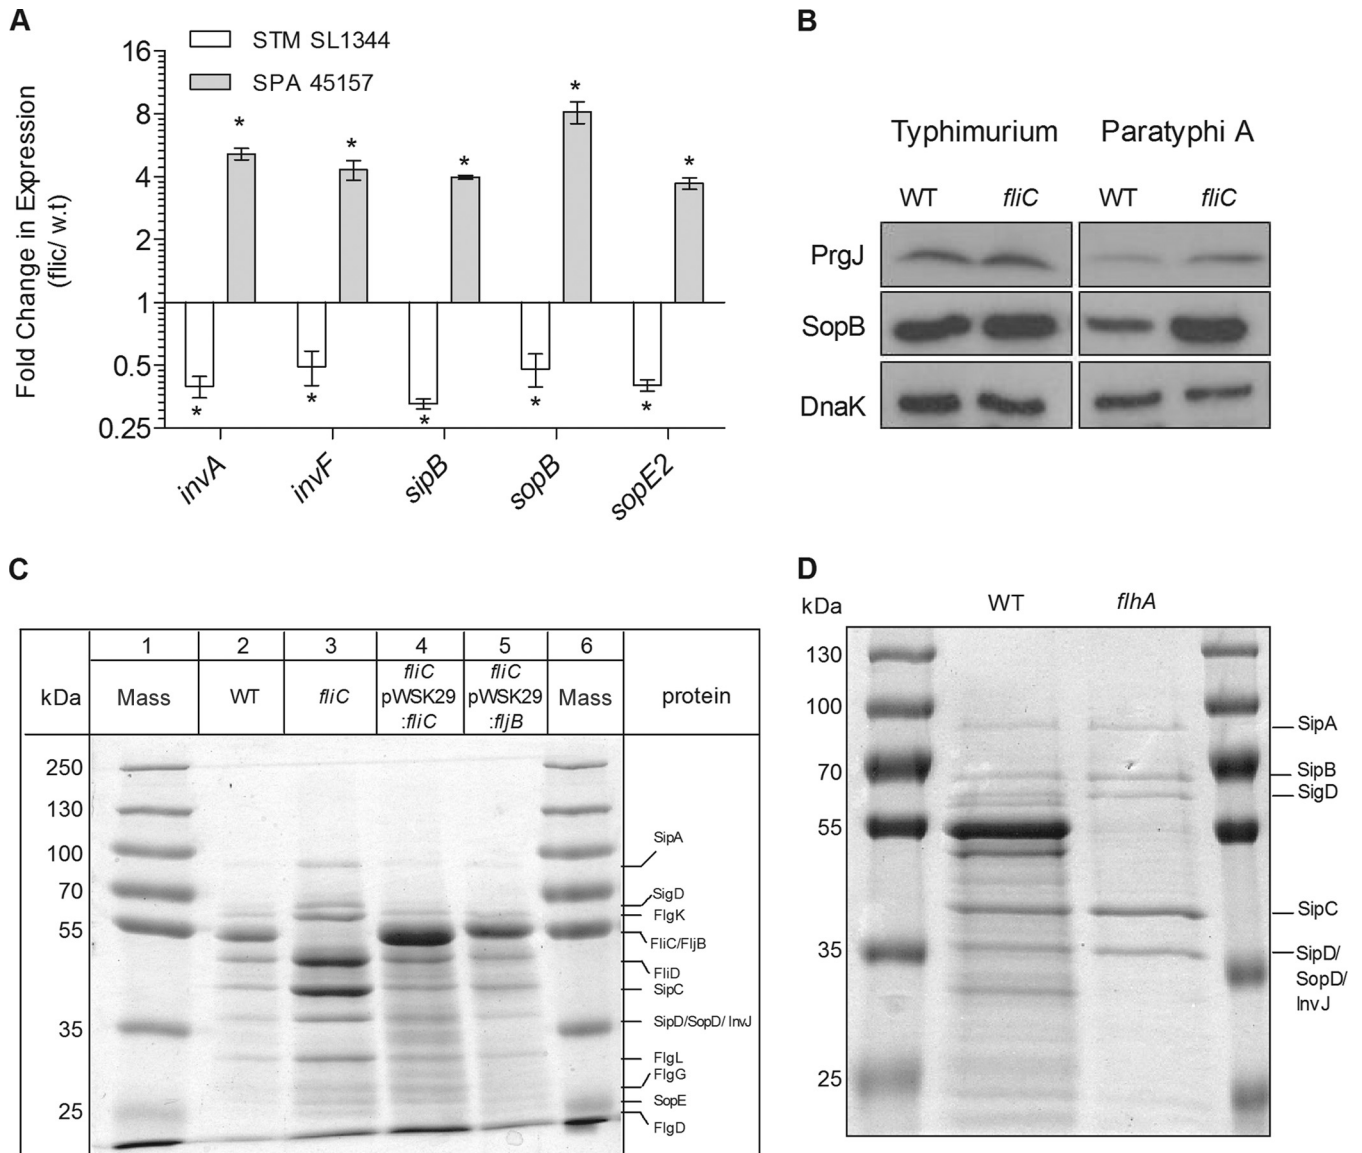 A
STM SL1344
SPA 45157
Fold Change in Expression
(flic/ w.t)
16
8
4
2
1
0.5
0.25
*
*
*
*
*
*
*
*
*
*
invA
invF
sipB
sopB
sopE2
B
Typhimurium Paratyphi A
WT fliC WT fliC
PrgJ
SopB
DnaK
C
1 2 3 4 5 6
kDa Mass WT fliC fliC pWSK29 :fliC fliC pWSK29 :fljB Mass protein
250
130
100
70
55
35
25
SipA
SigD
FlgK
FliC/FljB
FliD
SipC
SipD/SopD/ InvJ
FlgL
FlgG
SopE
FlgD
D
kDa WT flhA
130
100
70
55
35
25
SipA
SipB
SigD
SipC
SipD/
SopD/
InvJ